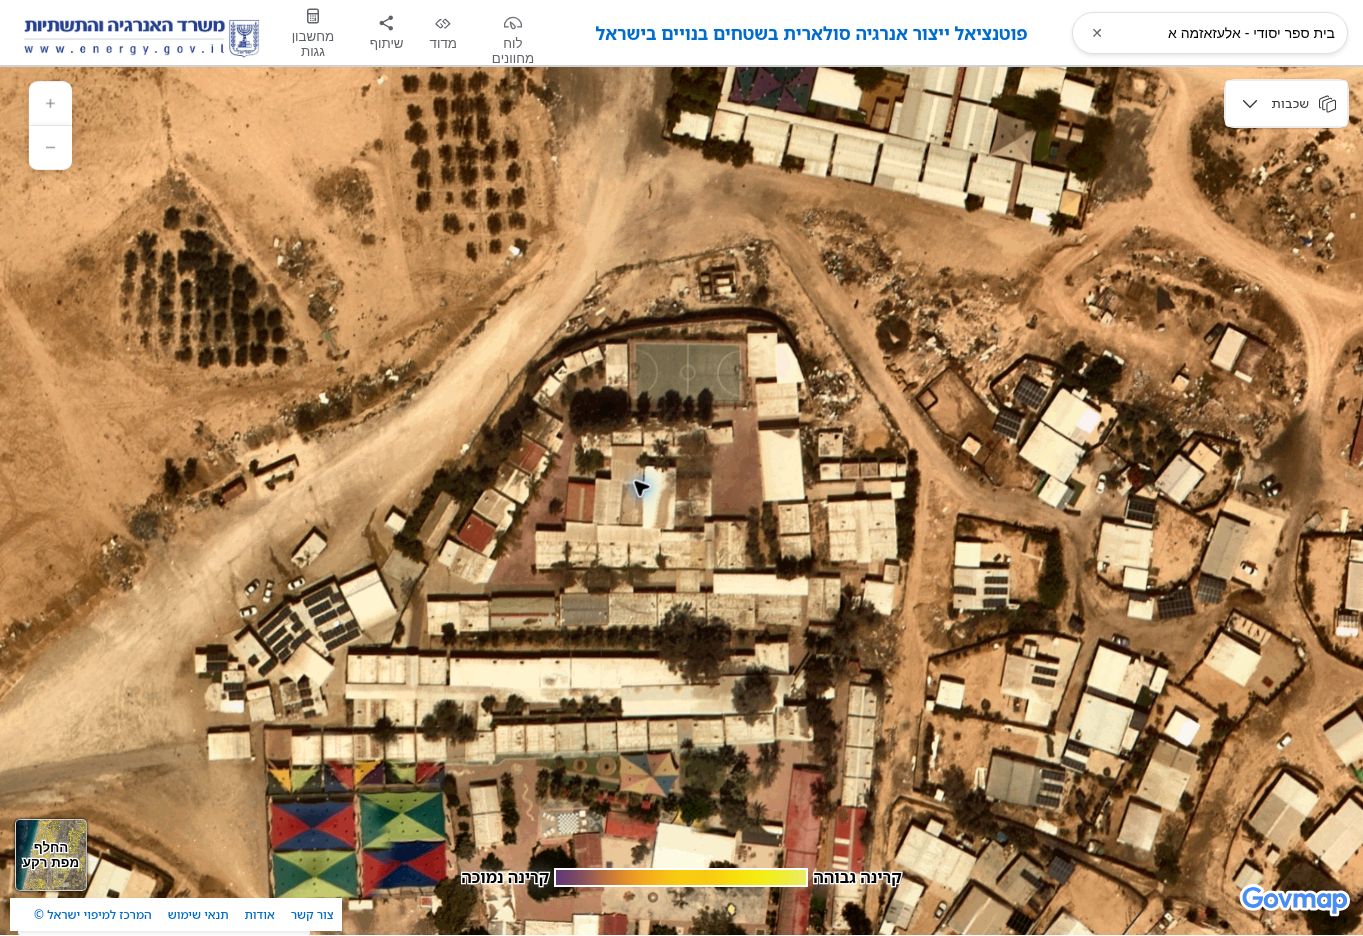 בית ספר יסודי - אלעזאזמה א
פוטנציאל ייצור אנרגיה סולארית בשטחים בנויים בישראל
לוח
מחוונים
מדוד
שיתוף
מחשבון
גגות
משרד האנרגיה והתשתיות
www.energy.gov.il
שכבות
החלף
מפת רקע
קרינה גבוהה
קרינה נמוכה
צור קשר
אודות
תנאי שימוש
המרכז למיפוי ישראל ©
Govmap